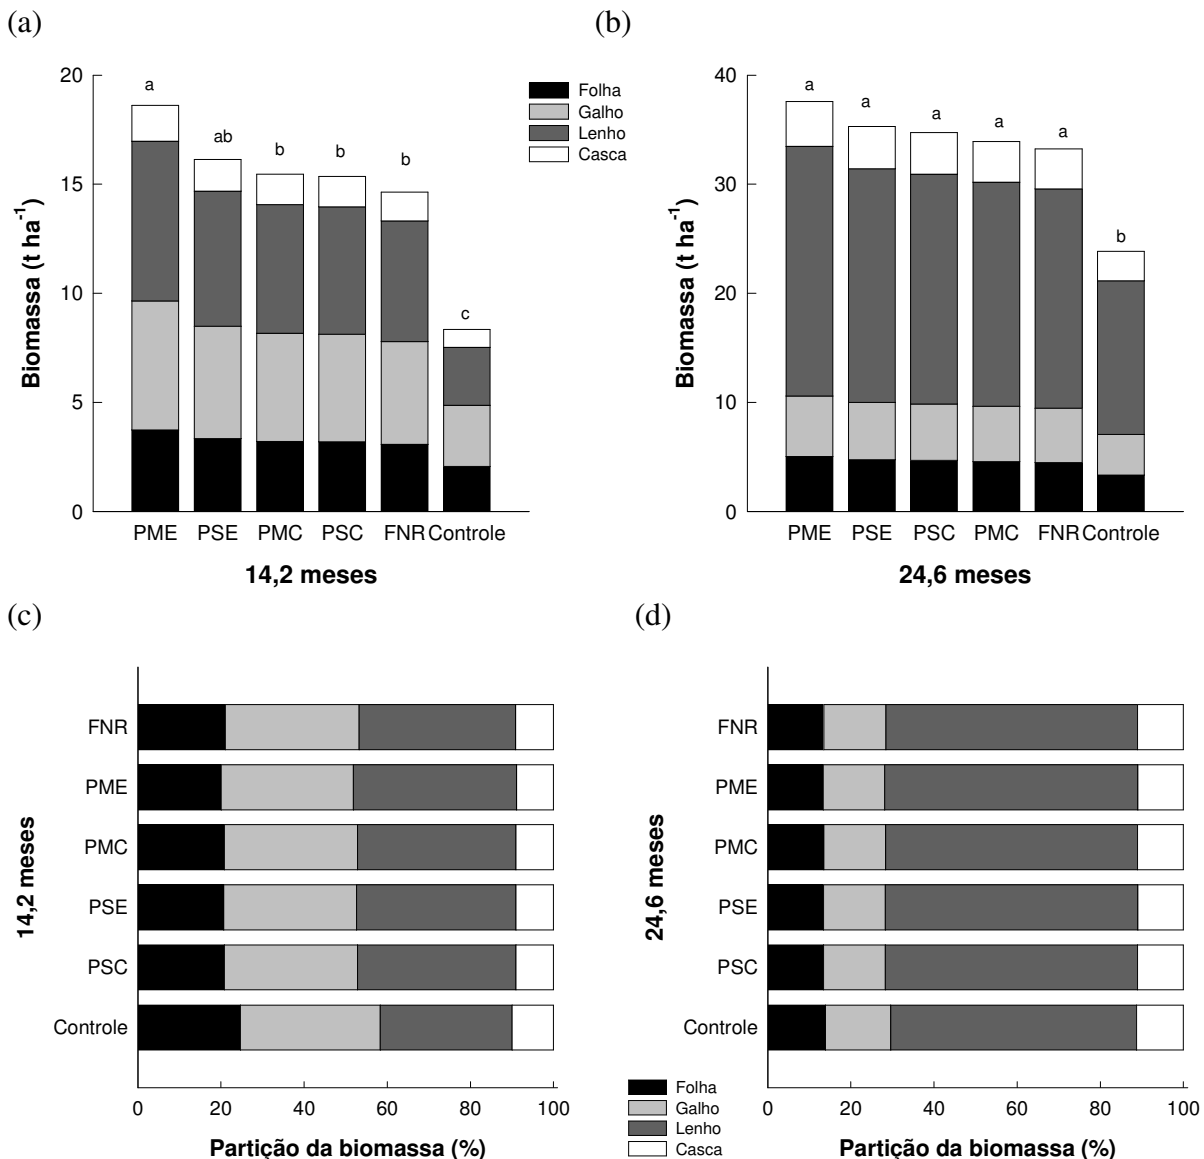 (a)
20
15
10
5
0
Biomassa (t ha⁻¹)
a
ab
b
b
b
c
PME PSE PMC PSC FNR Controle
14,2 meses
Folha
Galho
Lenho
Casca
(b)
40
30
20
10
0
Biomassa (t ha⁻¹)
a
a
a
a
a
b
PME PSE PSC PMC FNR Controle
24,6 meses
(c)
14,2 meses
FNR
PME
PMC
PSE
PSC
Controle
0 20 40 60 80 100
Partição da biomassa (%)
(d)
24,6 meses
FNR
PME
PMC
PSE
PSC
Controle
0 20 40 60 80 100
Partição da biomassa (%)
Folha
Galho
Lenho
Casca